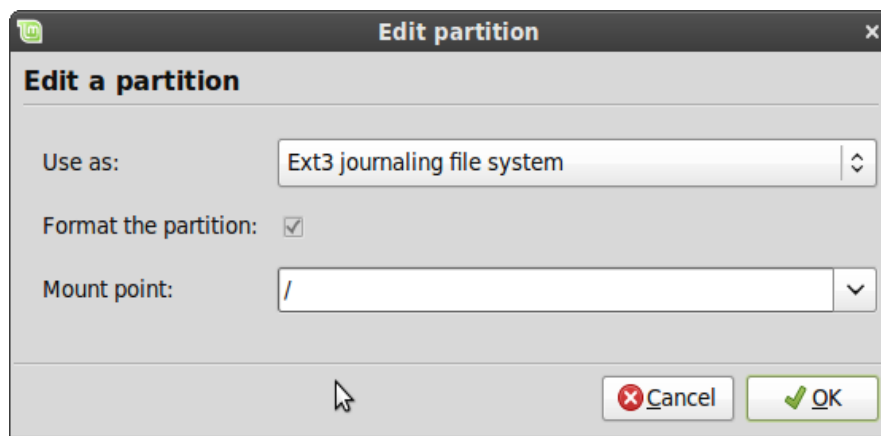 Edit partition
Edit a partition
Use as: Ext3 journaling file system
Format the partition:
Mount point: /
Cancel OK